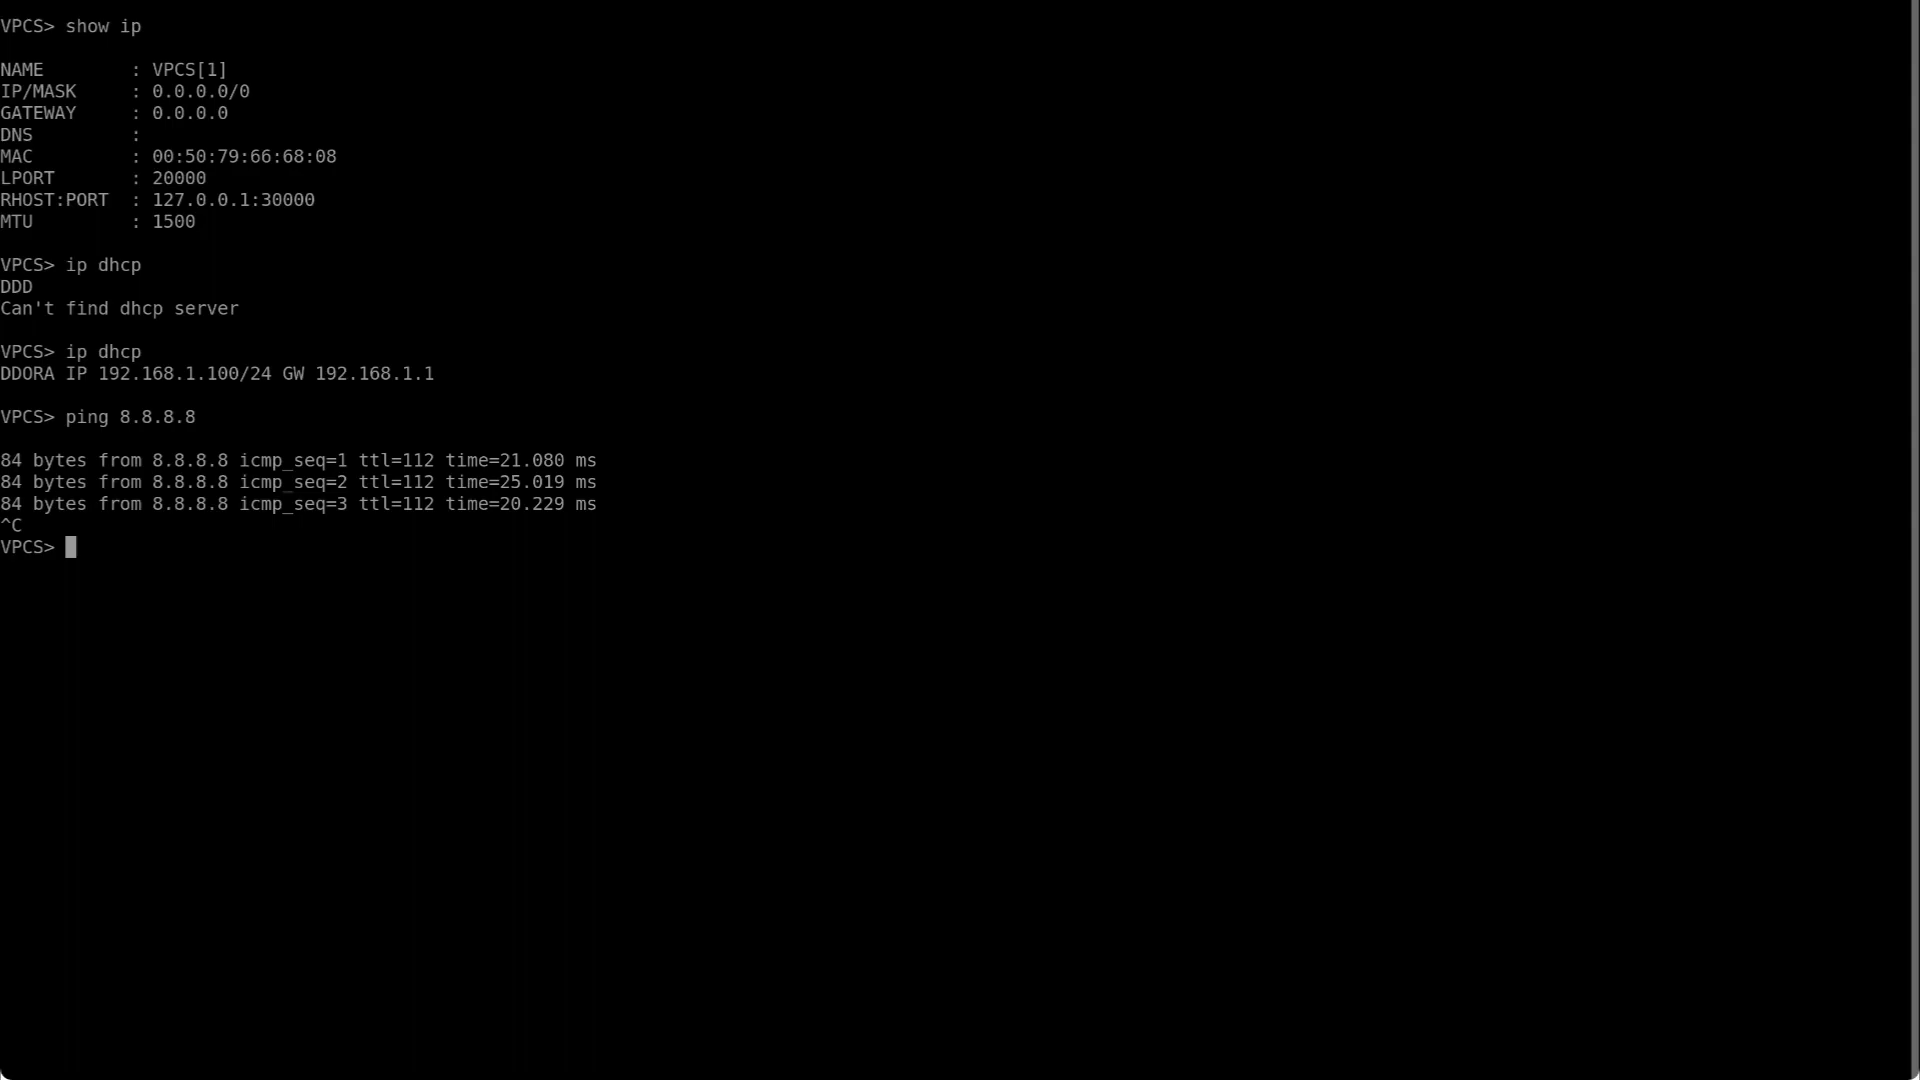 VPCS> show ip
NAME        : VPCS[1]
IP/MASK     : 0.0.0.0/0
GATEWAY     : 0.0.0.0
DNS         :
MAC         : 00:50:79:66:68:08
LPORT       : 20000
RHOST:PORT  : 127.0.0.1:30000
MTU         : 1500
VPCS> ip dhcp
DDD
Can't find dhcp server
VPCS> ip dhcp
DDORA IP 192.168.1.100/24 GW 192.168.1.1
VPCS> ping 8.8.8.8
84 bytes from 8.8.8.8 icmp_seq=1 ttl=112 time=21.080 ms
84 bytes from 8.8.8.8 icmp_seq=2 ttl=112 time=25.019 ms
84 bytes from 8.8.8.8 icmp_seq=3 ttl=112 time=20.229 ms
^C
VPCS>